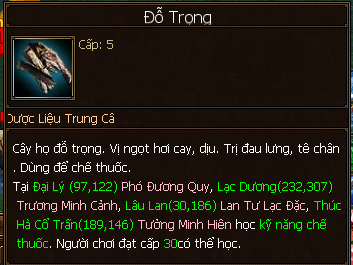 Đỗ Trọng
Cấp: 5
Dược Liệu Trung Cấ
Cây họ đỗ trọng. Vị ngọt hơi cay, dịu. Trị đau lưng, tê chân
. Dùng để chế thuốc.
Tại Đại Lý (97,122) Phó Đương Quy, Lạc Dương(232,307)
Trương Minh Cảnh, Lâu Lan(30,186) Lan Tư Lạc Đặc, Thúc
Hà Cổ Trấn(189,146) Tưởng Minh Hiên học kỹ năng chế
thuốc. Người chơi đạt cấp 30có thể học.